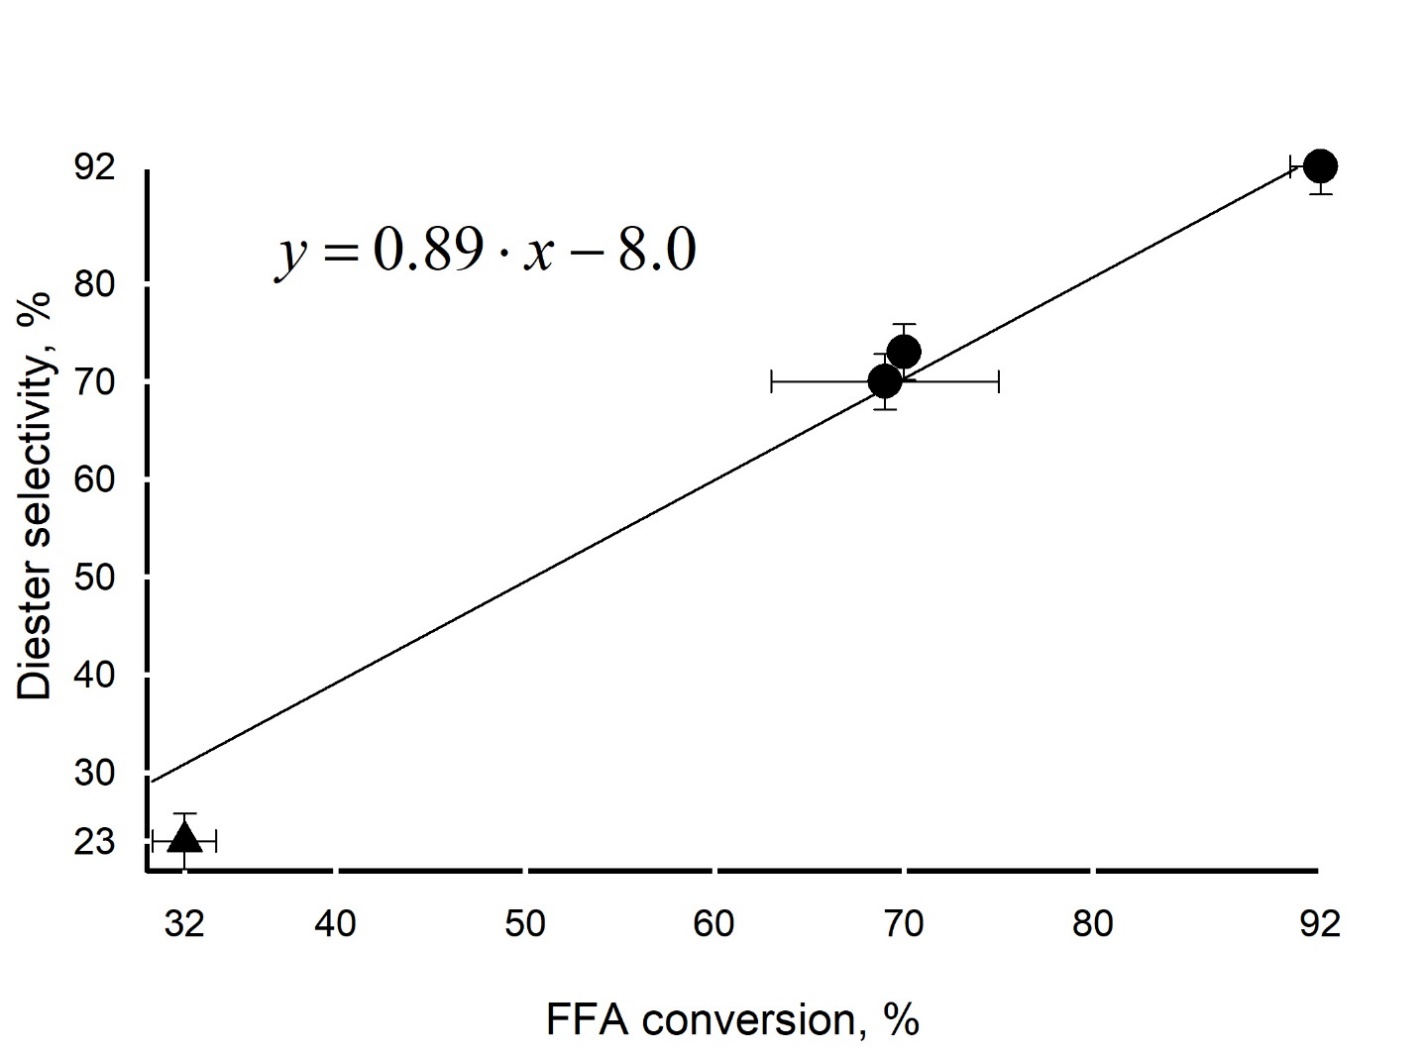 92
y = 0.89 · x − 8.0
80
70
60
50
40
30
23
Diester selectivity, %
32 40 50 60 70 80 92
FFA conversion, %